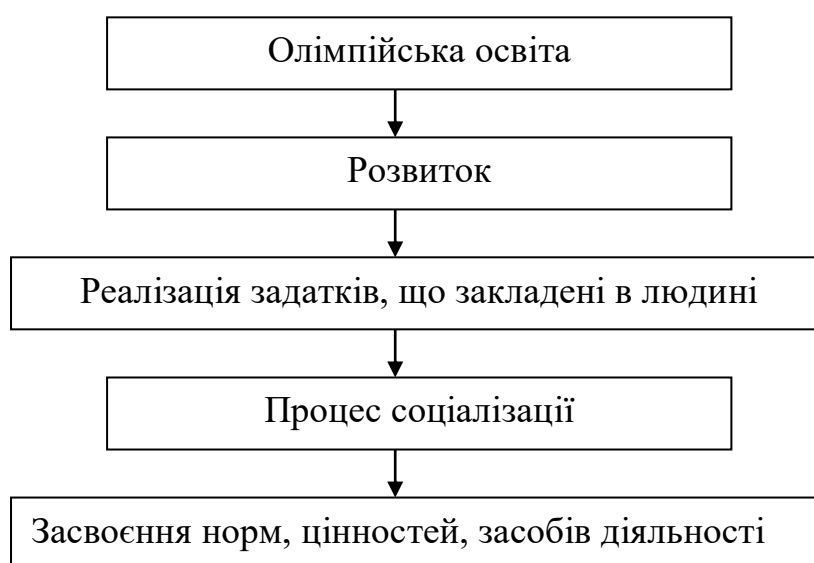 Олімпійська освіта
Розвиток
Реалізація задатків, що закладені в людині
Процес соціалізації
Засвоєння норм, цінностей, засобів діяльності